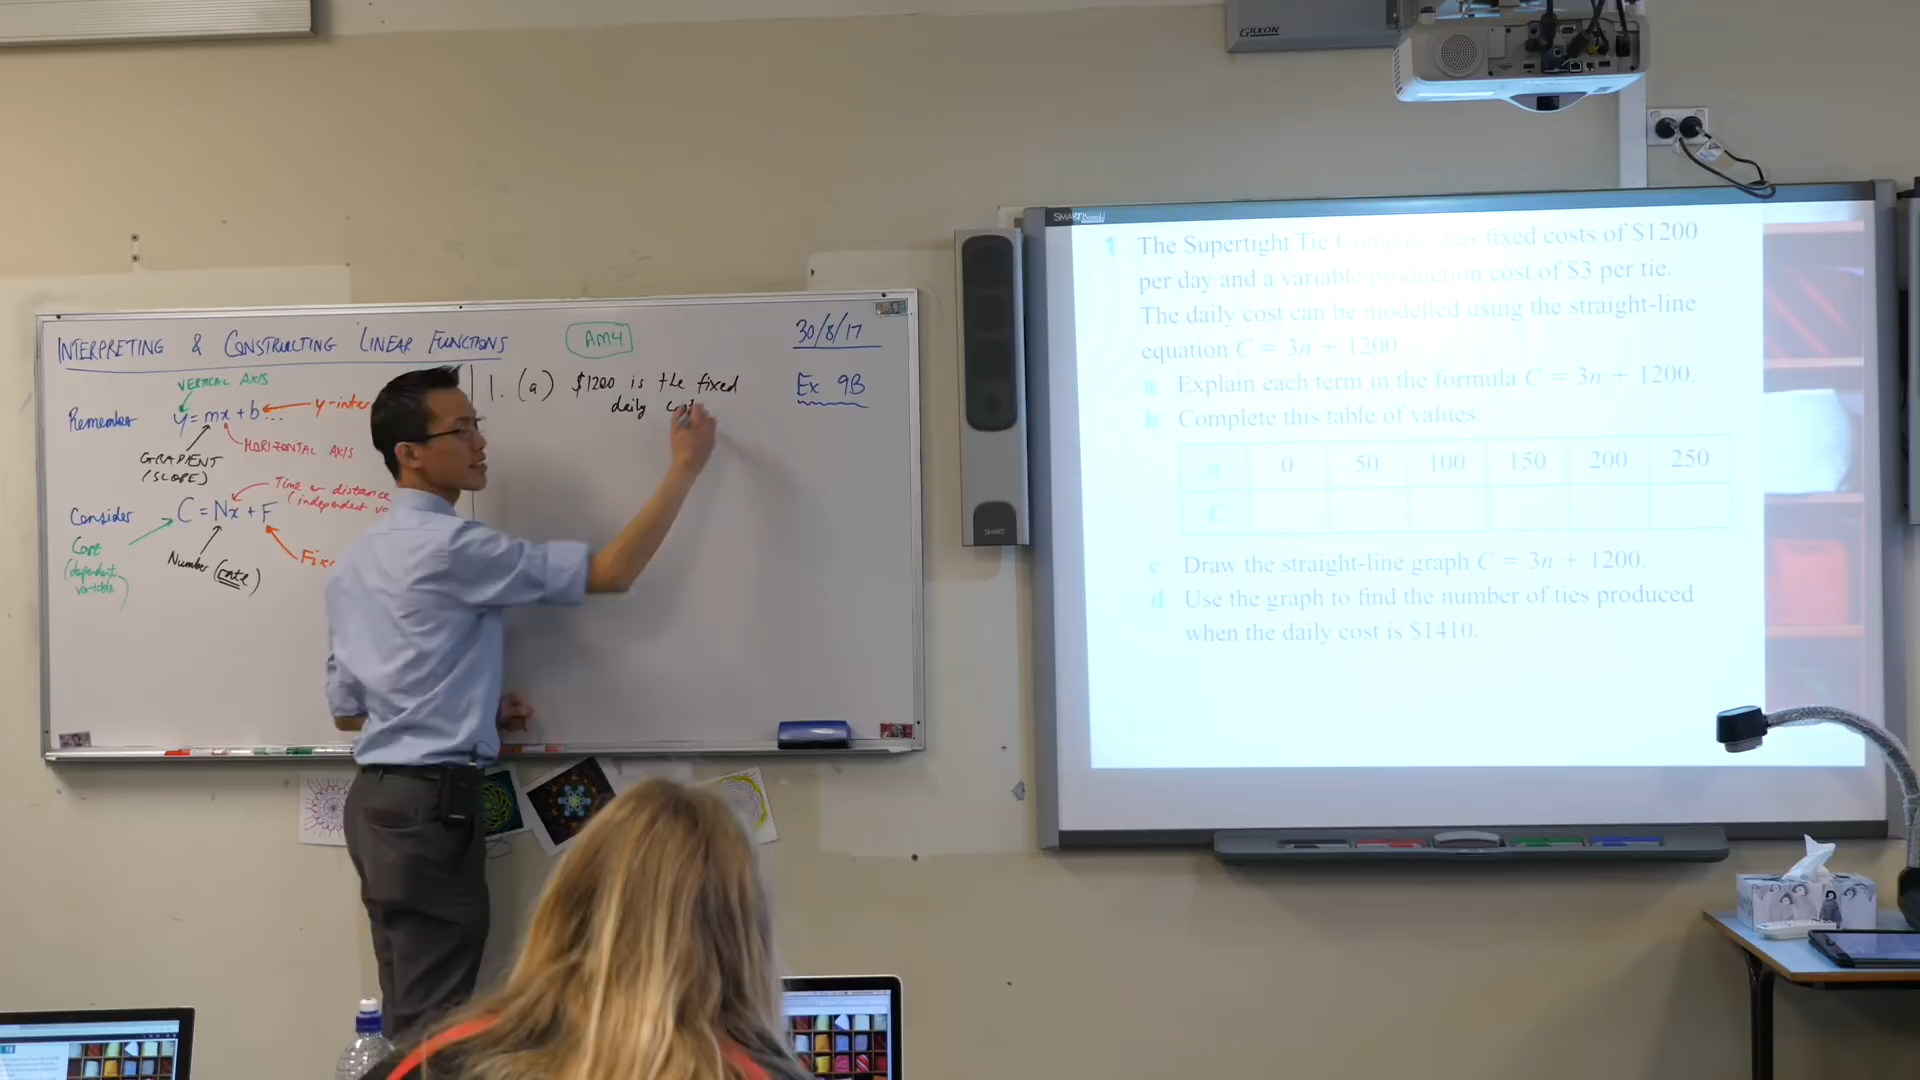 GILKON
SMART Board
INTERPRETING & CONSTRUCTING LINEAR FUNCTIONS
AM4
30/8/17
Ex 9B
VERTICAL AXIS
Remember
y = mx + b ...
y-inter
HORIZONTAL AXIS
GRADIENT
(SLOPE)
Time or distance
(independent va
Consider
C = Nx + F
Cost
(dependent
variable)
Number (rate)
Fixe
1. (a) $1200 is the fixed
daily cos
1 The Supertight Tie Company has fixed costs of $1200
per day and a variable production cost of $3 per tie.
The daily cost can be modelled using the straight-line
equation C = 3n + 1200.
a Explain each term in the formula C = 3n + 1200.
b Complete this table of values.
n 0 50 100 150 200 250
C
c Draw the straight-line graph C = 3n + 1200.
d Use the graph to find the number of ties produced
when the daily cost is $1410.
SMART